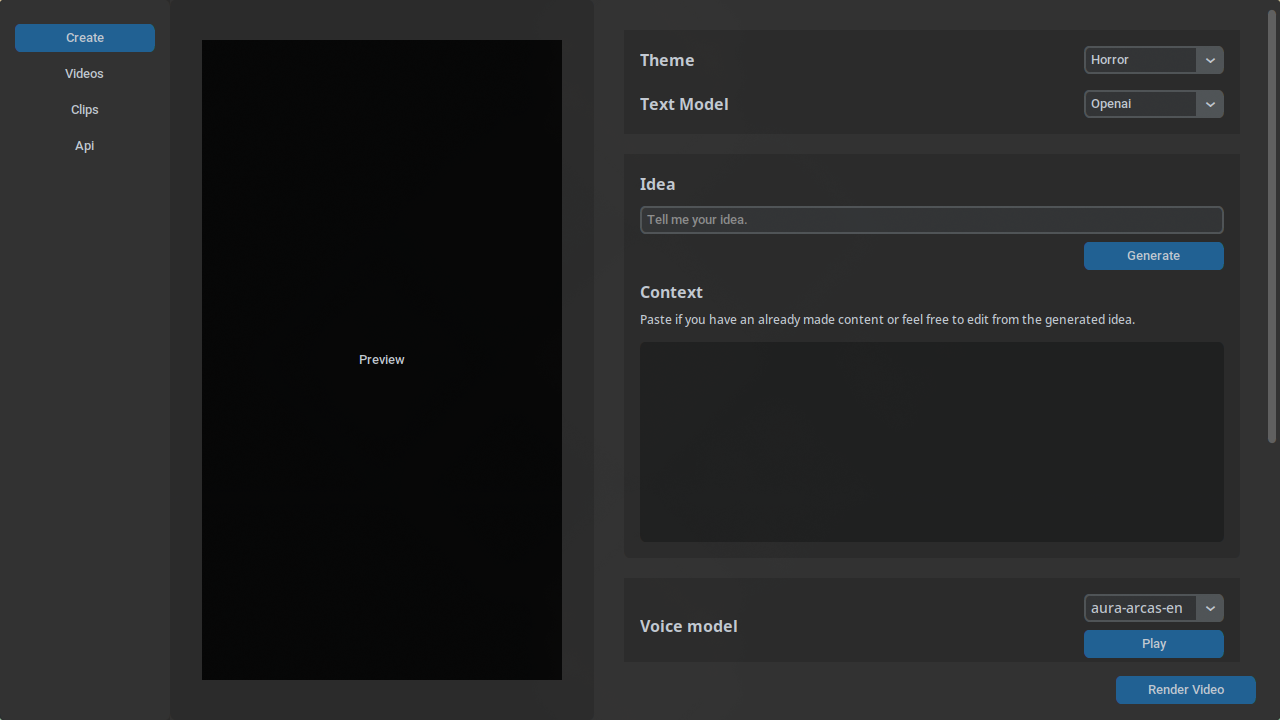 Create
Videos
Clips
Api
Preview
Theme
Horror
Text Model
Openai
Idea
Tell me your idea.
Generate
Context
Paste if you have an already made content or feel free to edit from the generated idea.
Voice model
aura-arcas-en
Play
Render Video